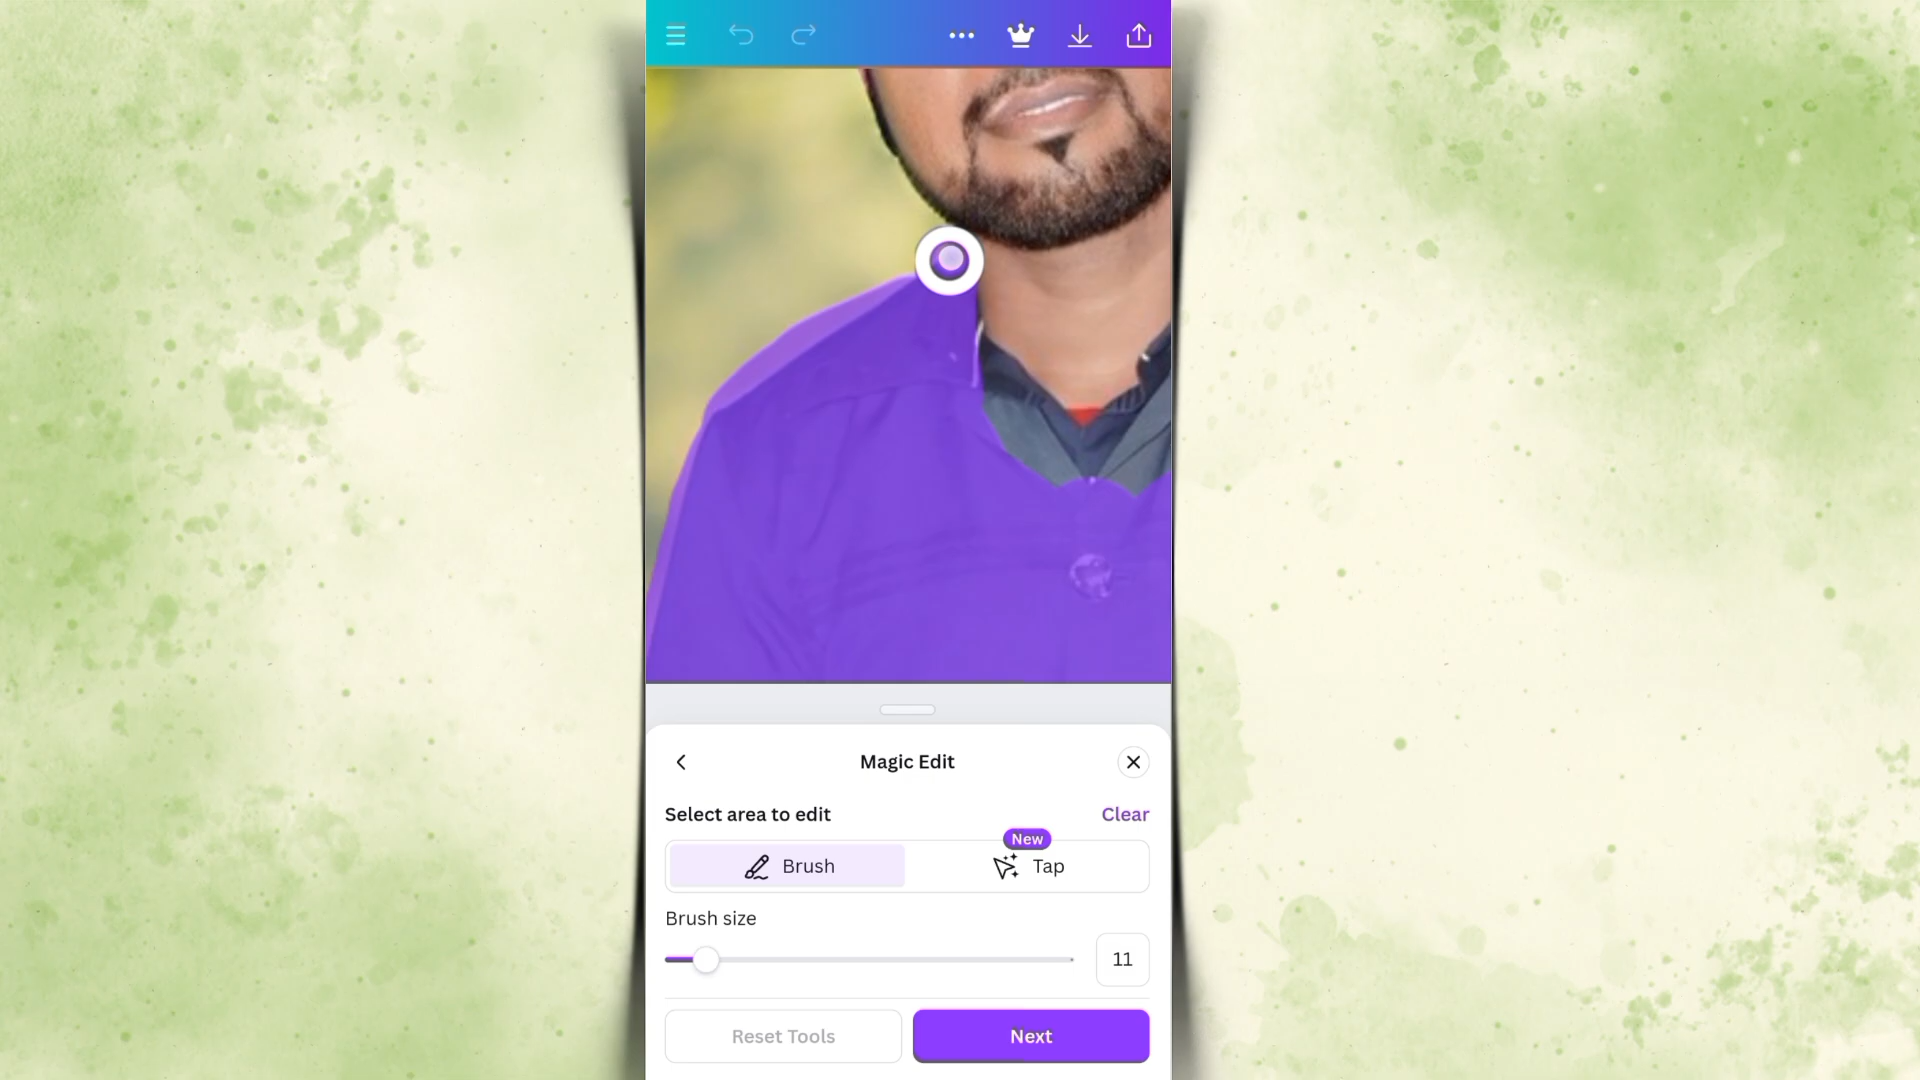 Magic Edit
Select area to edit
Clear
New
Brush
Tap
Brush size
11
Reset Tools
Next